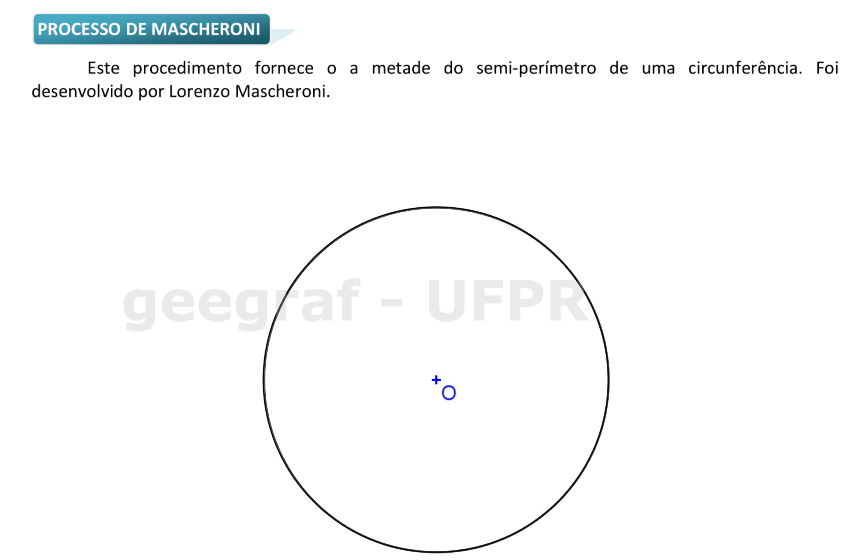 PROCESSO DE MASCHERONI
Este procedimento fornece o a metade do semi-perímetro de uma circunferência. Foi
desenvolvido por Lorenzo Mascheroni.
geegraf - UFPR
O